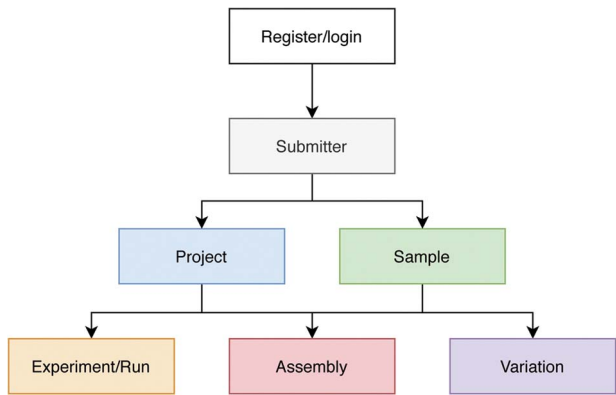 Register/login
Submitter
Project
Sample
Experiment/Run
Assembly
Variation